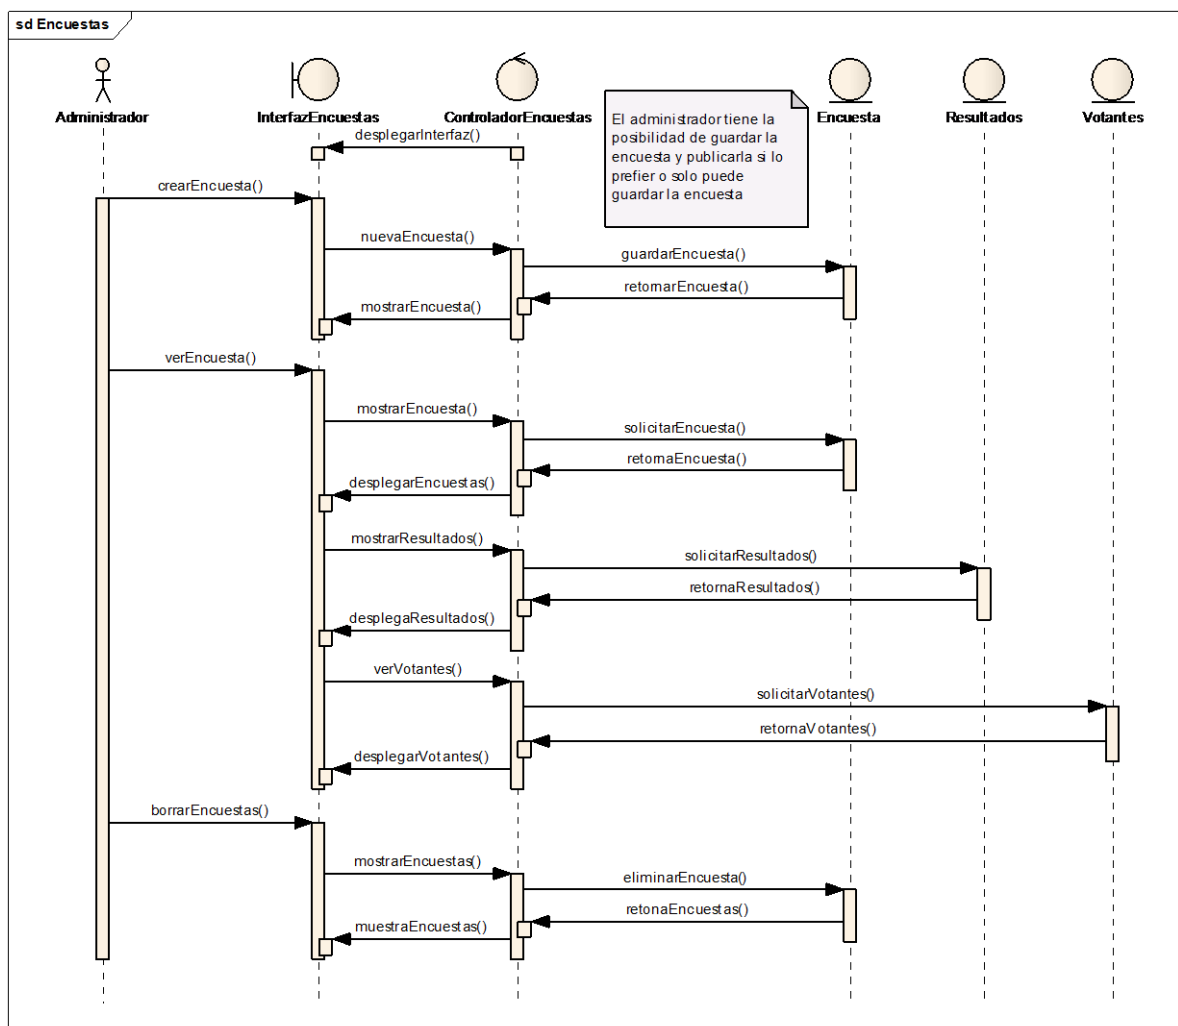 sd Encuestas
Administrador
InterfazEncuestas
ControladorEncuestas
Encuesta
Resultados
Votantes
El administrador tiene la
posibilidad de guardar la
encuesta y publicarla si lo
prefier o solo puede
guardar la encuesta
desplegarInterfaz()
crearEncuesta()
nuevaEncuesta()
guardarEncuesta()
retornarEncuesta()
mostrarEncuesta()
verEncuesta()
mostrarEncuesta()
solicitarEncuesta()
retornaEncuesta()
desplegarEncuestas()
mostrarResultados()
solicitarResultados()
retornaResultados()
desplegaResultados()
verVotantes()
solicitarVotantes()
retornaVotantes()
desplegarVotantes()
borrarEncuestas()
mostrarEncuestas()
eliminarEncuesta()
retonaEncuestas()
muestraEncuestas()